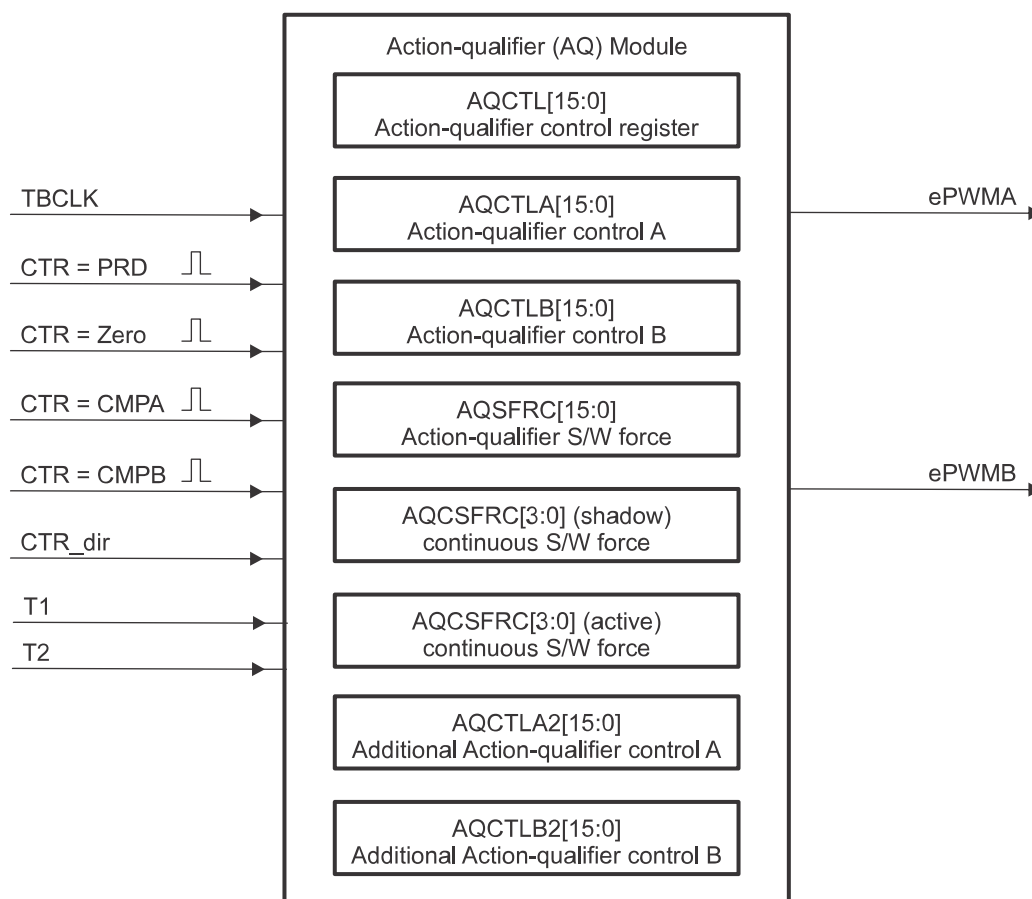 Action-qualifier (AQ) Module
AQCTL[15:0]
Action-qualifier control register
TBCLK
AQCTLA[15:0]
Action-qualifier control A
ePWMA
CTR = PRD
AQCTLB[15:0]
Action-qualifier control B
CTR = Zero
CTR = CMPA
AQSFRC[15:0]
Action-qualifier S/W force
CTR = CMPB
ePWMB
AQCSFRC[3:0] (shadow)
continuous S/W force
CTR_dir
T1
AQCSFRC[3:0] (active)
continuous S/W force
T2
AQCTLA2[15:0]
Additional Action-qualifier control A
AQCTLB2[15:0]
Additional Action-qualifier control B